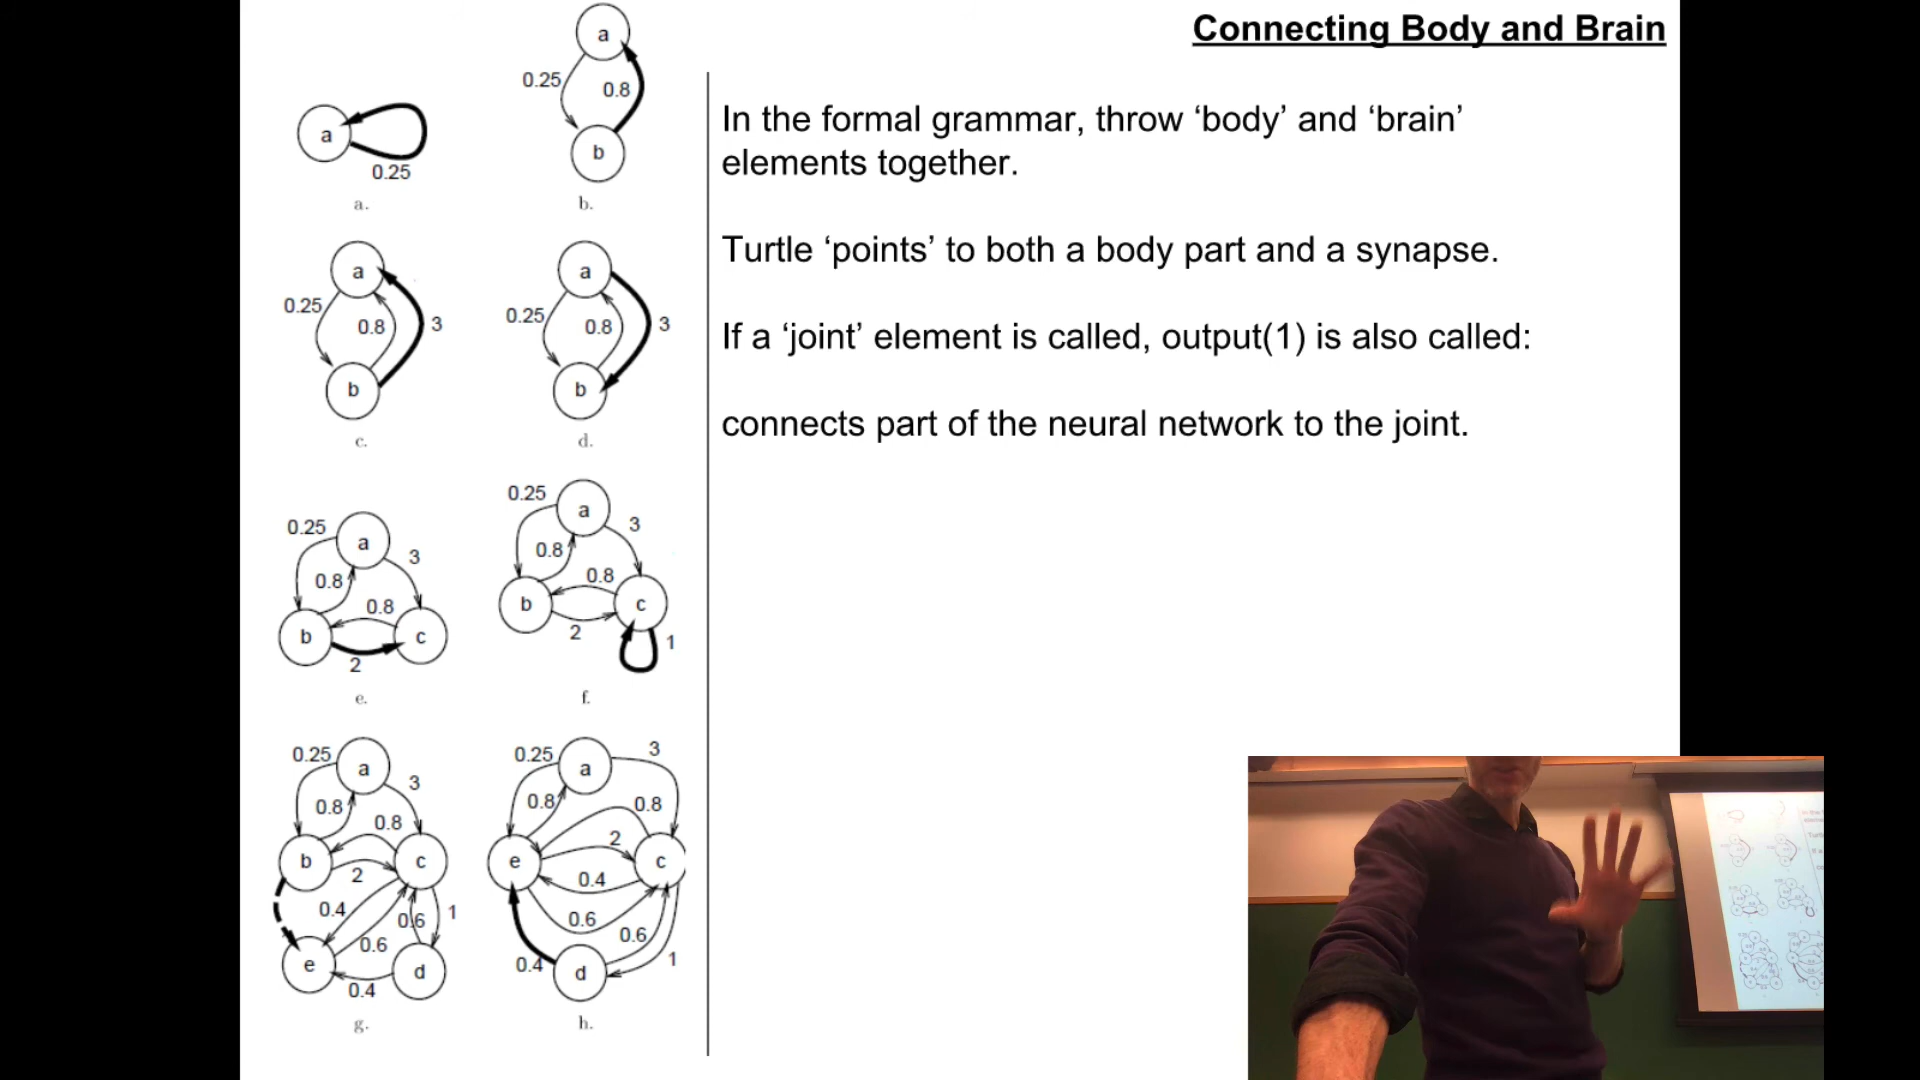 Connecting Body and Brain
In the formal grammar, throw ‘body’ and ‘brain’
elements together.
Turtle ‘points’ to both a body part and a synapse.
If a ‘joint’ element is called, output(1) is also called:
connects part of the neural network to the joint.
a
0.25
a.
a
0.25
0.8
b
b.
a
0.25
0.8
3
b
c.
a
0.25
0.8
3
b
d.
0.25
a
3
0.8
0.8
b
c
2
e.
0.25
a
3
0.8
0.8
b
c
2
1
f.
0.25
a
3
0.8
0.8
b
c
2
0.4
0.6
1
0.6
e
d
0.4
g.
0.25
a
3
0.8
0.8
2
e
c
0.4
0.6
0.6
1
0.4
d
h.